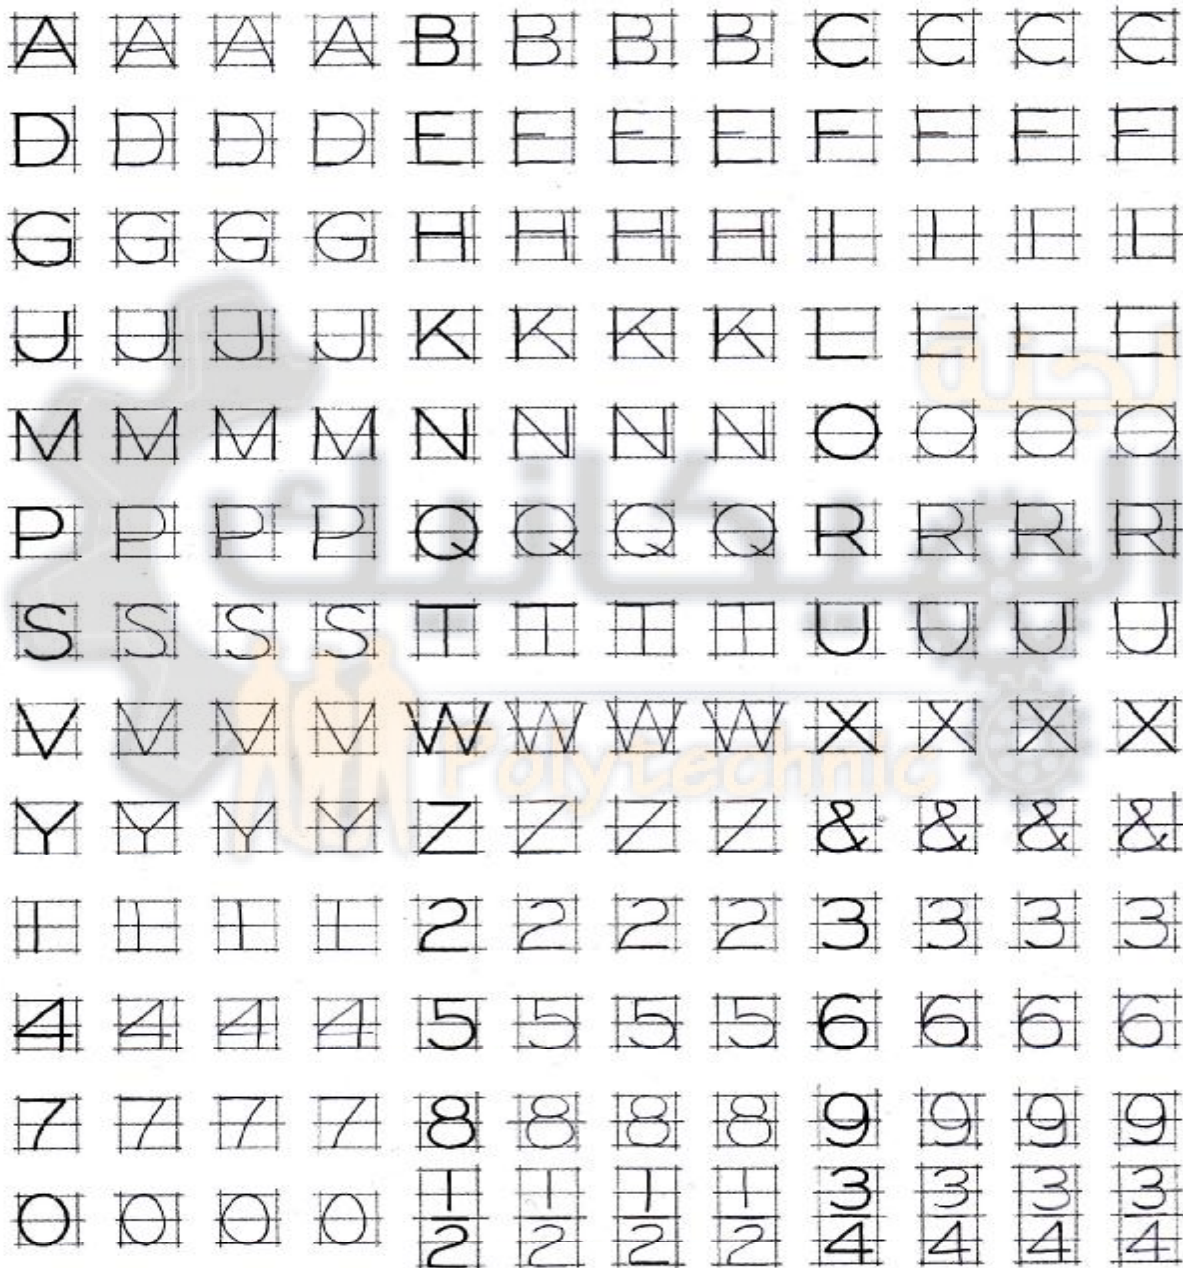 A A A A B B B B C C C C
D D D D E E E E F F F F
G G G G H H H H I I I I
J J J J K K K K L L L L
M M M M N N N N O O O O
P P P P Q Q Q Q R R R R
S S S S T T T T U U U U
V V V V W W W W X X X X
Y Y Y Y Z Z Z Z & & & &
1 1 1 1 2 2 2 2 3 3 3 3
4 4 4 4 5 5 5 5 6 6 6 6
7 7 7 7 8 8 8 8 9 9 9 9
0 0 0 0 1/2 1/2 1/2 1/2 3/4 3/4 3/4 3/4
لجنة
الميكانيك
Polytechnic